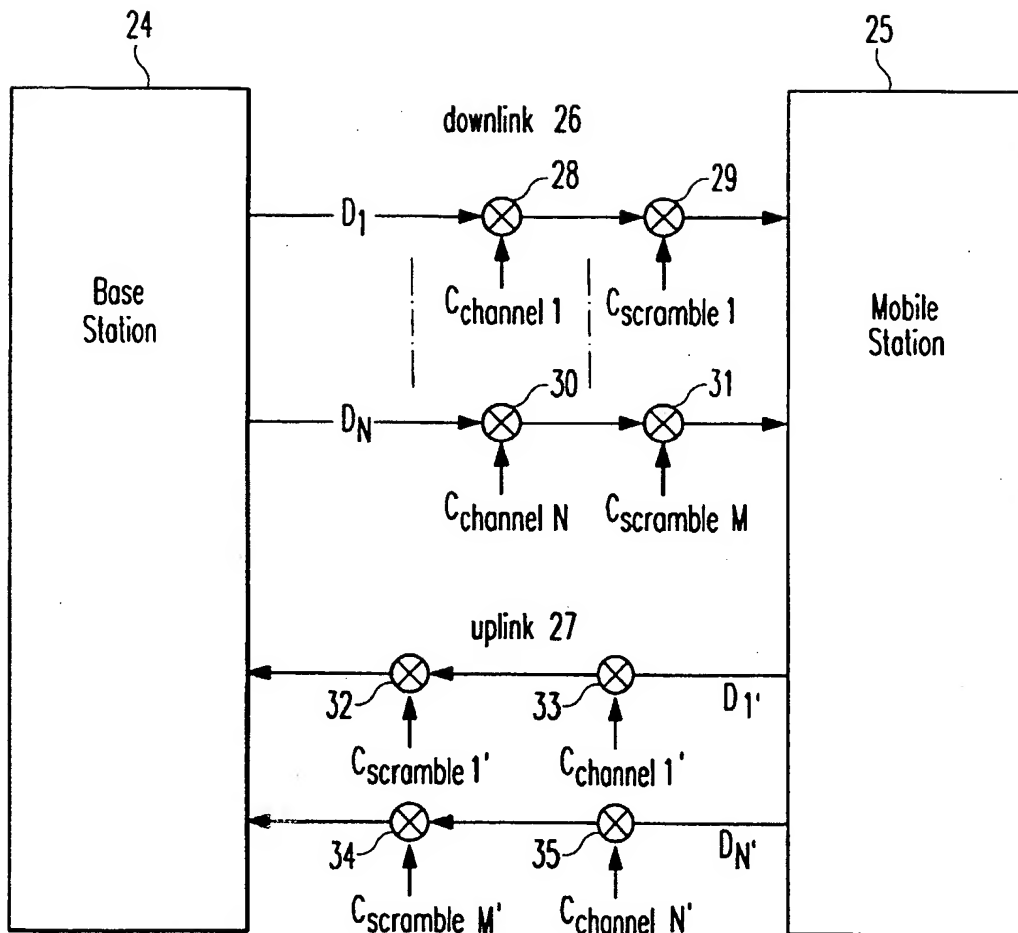 24
25
downlink 26
28
29
D1
Cchannel 1
Cscramble 1
Base
Station
Mobile
Station
30
31
DN
Cchannel N
Cscramble M
uplink 27
32
33
D1'
Cscramble 1'
Cchannel 1'
34
35
DN'
Cscramble M'
Cchannel N'